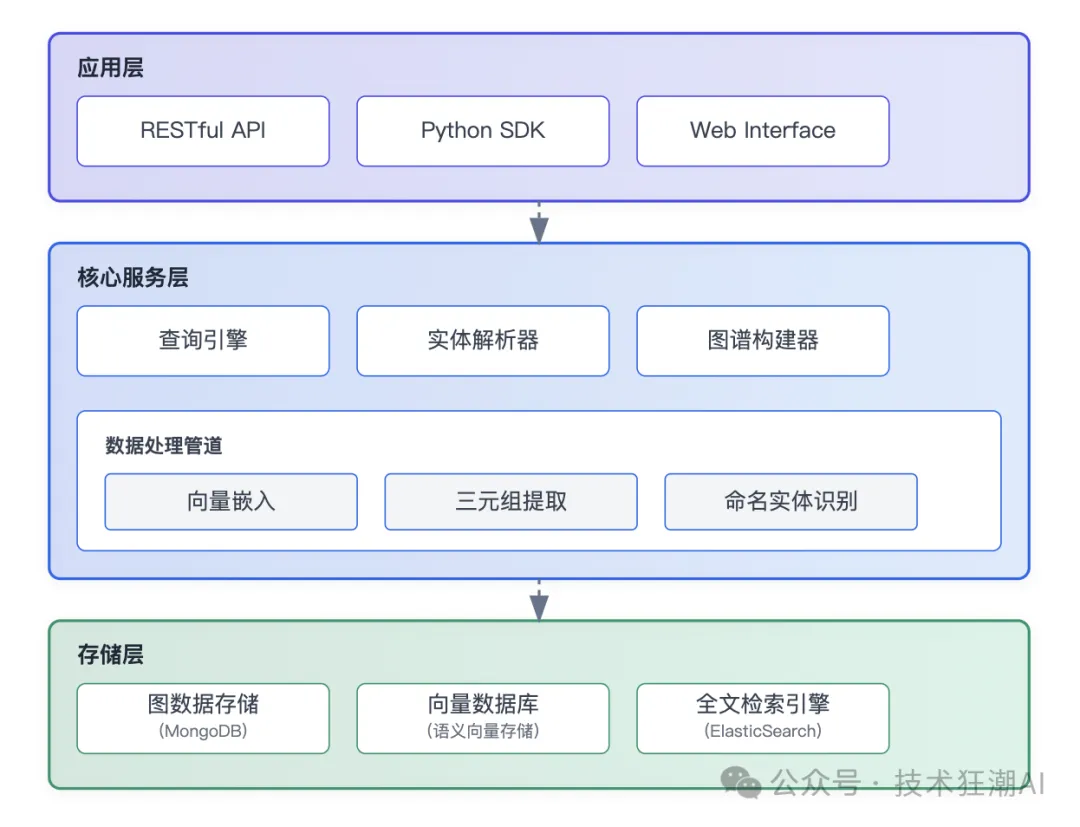 应用层
RESTful API
Python SDK
Web Interface
核心服务层
查询引擎
实体解析器
图谱构建器
数据处理管道
向量嵌入
三元组提取
命名实体识别
存储层
图数据存储
(MongoDB)
向量数据库
(语义向量存储)
全文检索引擎
(ElasticSearch)
公众号 · 技术狂潮AI